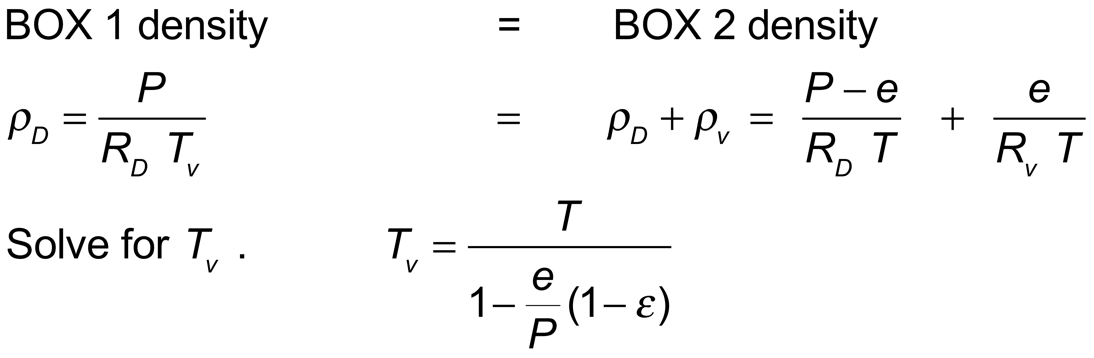 BOX 1 density = BOX 2 density
ρ_D = P / (R_D T_v) = ρ_D + ρ_v = (P – e) / (R_D T) + e / (R_v T)
Solve for T_v . T_v = T / (1 – e/P (1 – ε))